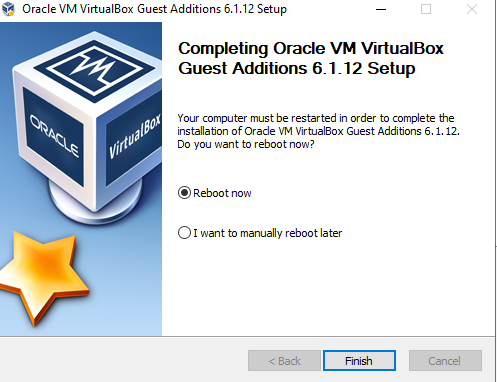 Oracle VM VirtualBox Guest Additions 6.1.12 Setup
ORACLE
VirtualBox
Completing Oracle VM VirtualBox
Guest Additions 6.1.12 Setup
Your computer must be restarted in order to complete the
installation of Oracle VM VirtualBox Guest Additions 6.1.12.
Do you want to reboot now?
Reboot now
I want to manually reboot later
< Back
Finish
Cancel